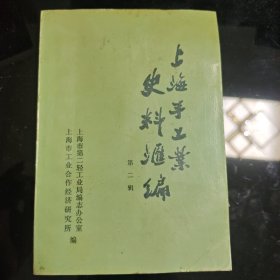 上海手工业
史料汇编
第二辑
上海市第二轻工业局编志办公室
上海市工业合作经济研究所
编